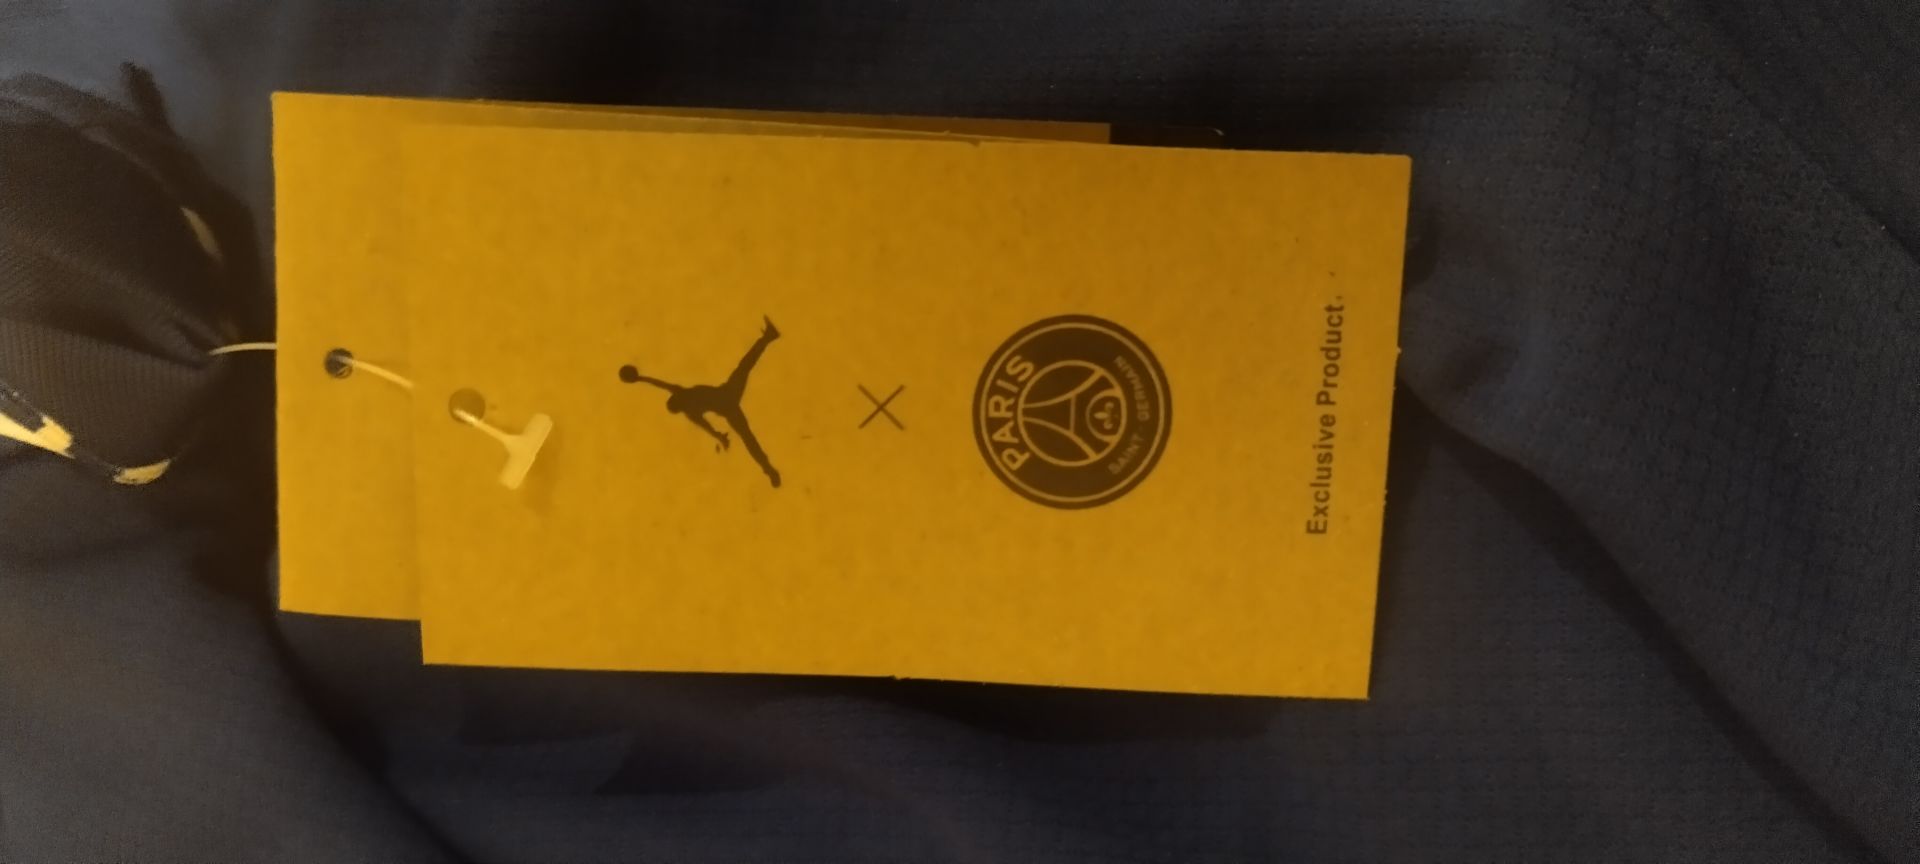 ×
PARIS
SAINT-GERMAIN
Exclusive Product.